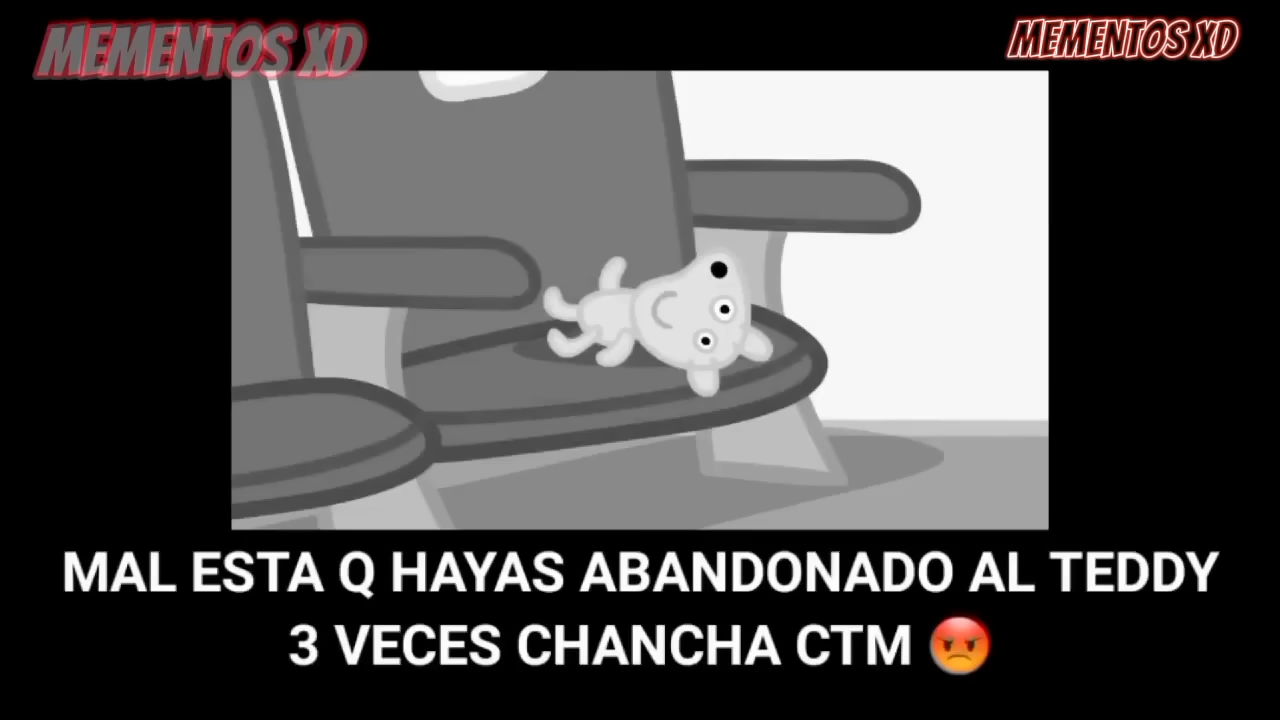 MEMENTOS XD
MEMENTOS XD
MAL ESTA Q HAYAS ABANDONADO AL TEDDY
3 VECES CHANCHA CTM 😡